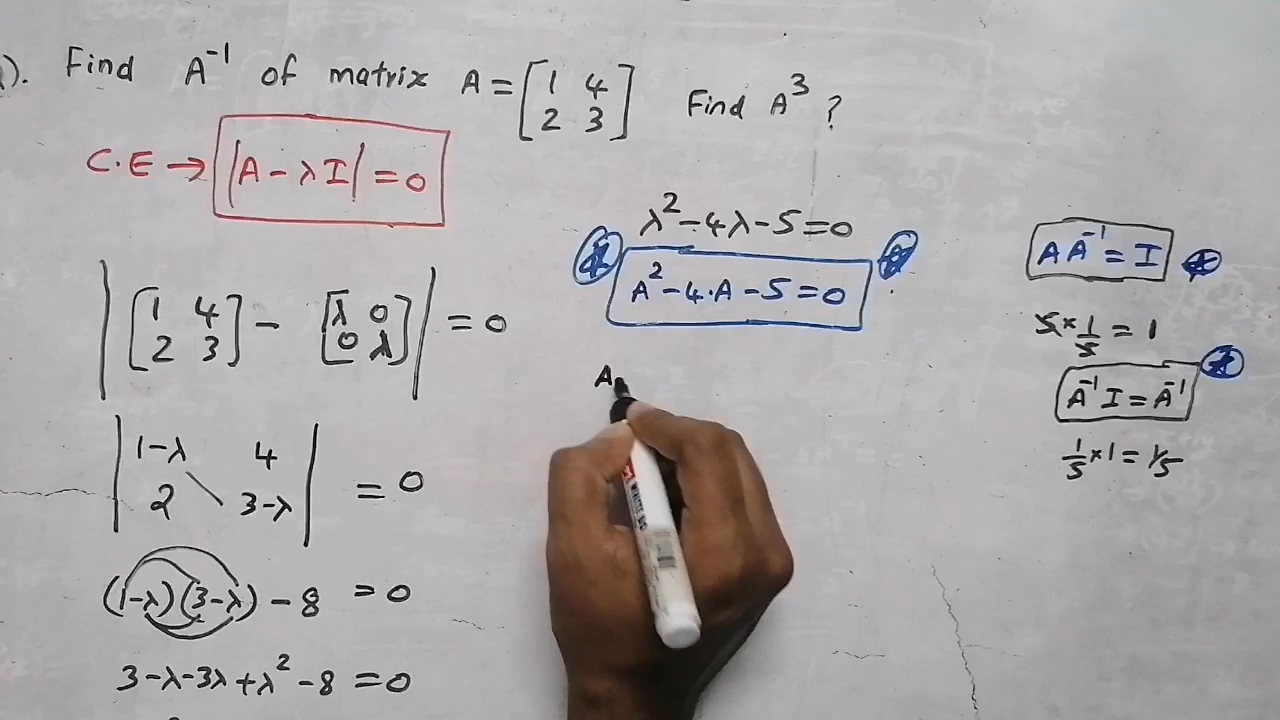 ). Find A⁻¹ of matrix A = [1 4; 2 3] Find A³ ?
C.E → |A - λI| = 0
| [1 4; 2 3] - [λ 0; 0 λ] | = 0
| 1-λ 4; 2 3-λ | = 0
(1-λ)(3-λ) - 8 = 0
3-λ-3λ+λ²-8 = 0
λ²-4λ-5=0
A²-4·A-5=0
A
A A⁻¹ = I
5×1/5 = 1
A⁻¹ I = A⁻¹
1/5×1 = 1/5